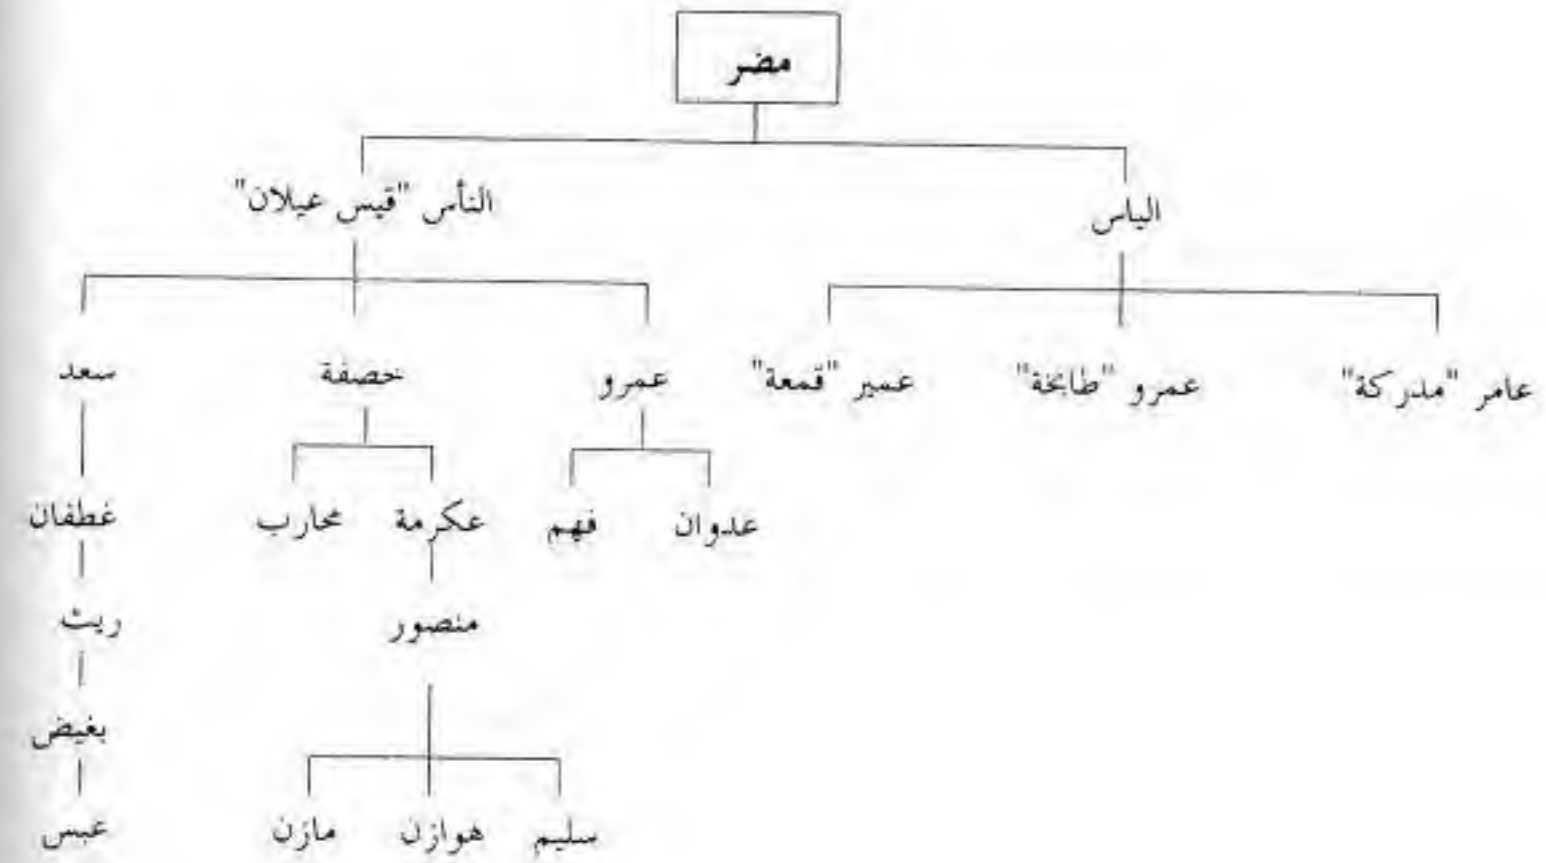 مضر
الياس
النأس "قيس عيلان"
عامر "مدركة"
عمرو "طابخة"
عمير "قمعة"
عمرو
خصفة
سعد
عدوان
فهم
عكرمة
محارب
غطفان
منصور
ريث
بغيض
سليم
هوازن
مازن
عبس